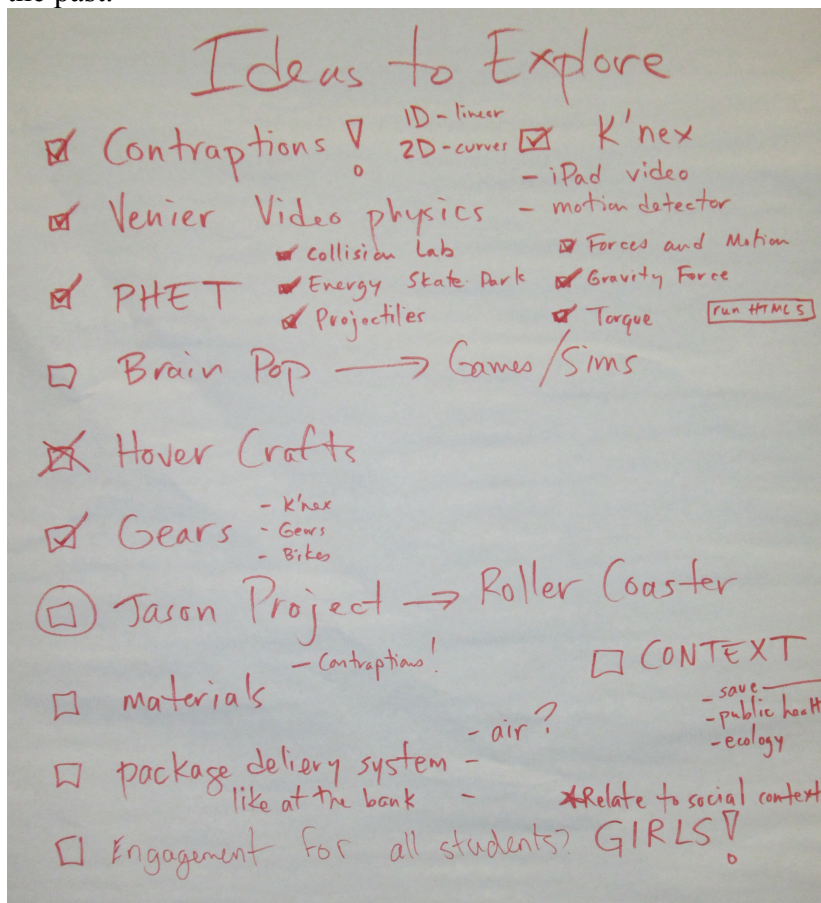 the past.
Ideas to Explore
Contraptions! 1D - linear
2D - curves
K'nex
- iPad video
Venier Video physics - motion detector
PHET
Collision Lab
Energy Skate Park
Projectiles
Forces and Motion
Gravity Force
Torque
run HTML5
Brain Pop → Games/Sims
Hover Crafts
Gears
- K'nex
- Gears
- Bikes
Jason Project → Roller Coaster
- Contraptions!
CONTEXT
- save
- public healt
- ecology
materials
- air?
package deliery system -
like at the bank -
*Relate to social context
Engagement for all students? GIRLS!